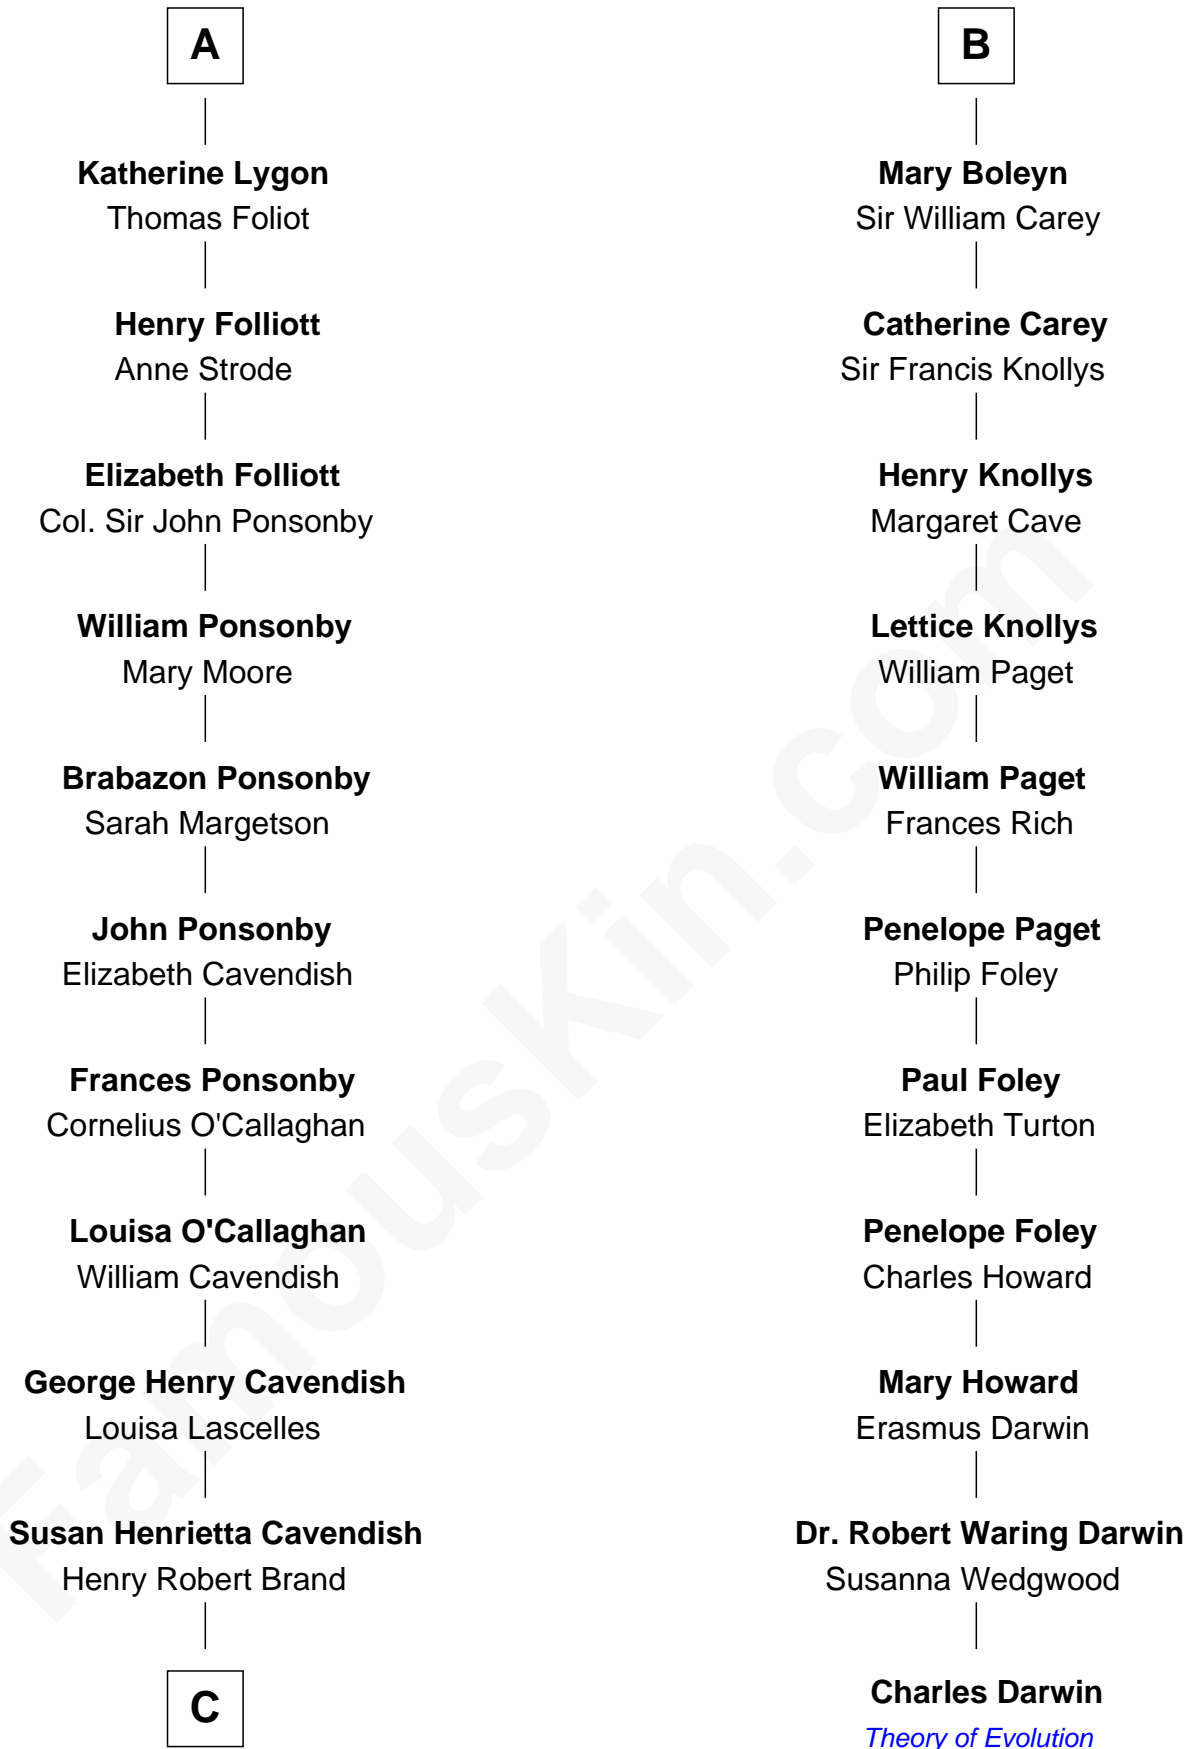 A
Katherine Lygon
Thomas Foliot
Henry Folliott
Anne Strode
Elizabeth Folliott
Col. Sir John Ponsonby
William Ponsonby
Mary Moore
Brabazon Ponsonby
Sarah Margetson
John Ponsonby
Elizabeth Cavendish
Frances Ponsonby
Cornelius O'Callaghan
Louisa O'Callaghan
William Cavendish
George Henry Cavendish
Louisa Lascelles
Susan Henrietta Cavendish
Henry Robert Brand
C
B
Mary Boleyn
Sir William Carey
Catherine Carey
Sir Francis Knollys
Henry Knollys
Margaret Cave
Lettice Knollys
William Paget
William Paget
Frances Rich
Penelope Paget
Philip Foley
Paul Foley
Elizabeth Turton
Penelope Foley
Charles Howard
Mary Howard
Erasmus Darwin
Dr. Robert Waring Darwin
Susanna Wedgwood
Charles Darwin
Theory of Evolution
FamousKin.com